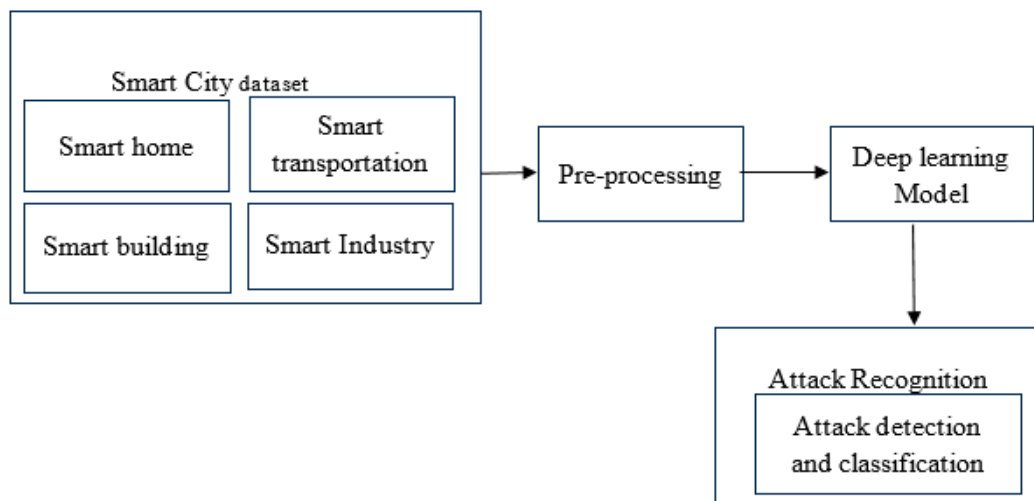 Smart City dataset
Smart home
Smart
transportation
Smart building
Smart Industry
Pre-processing
Deep learning
Model
Attack Recognition
Attack detection
and classification